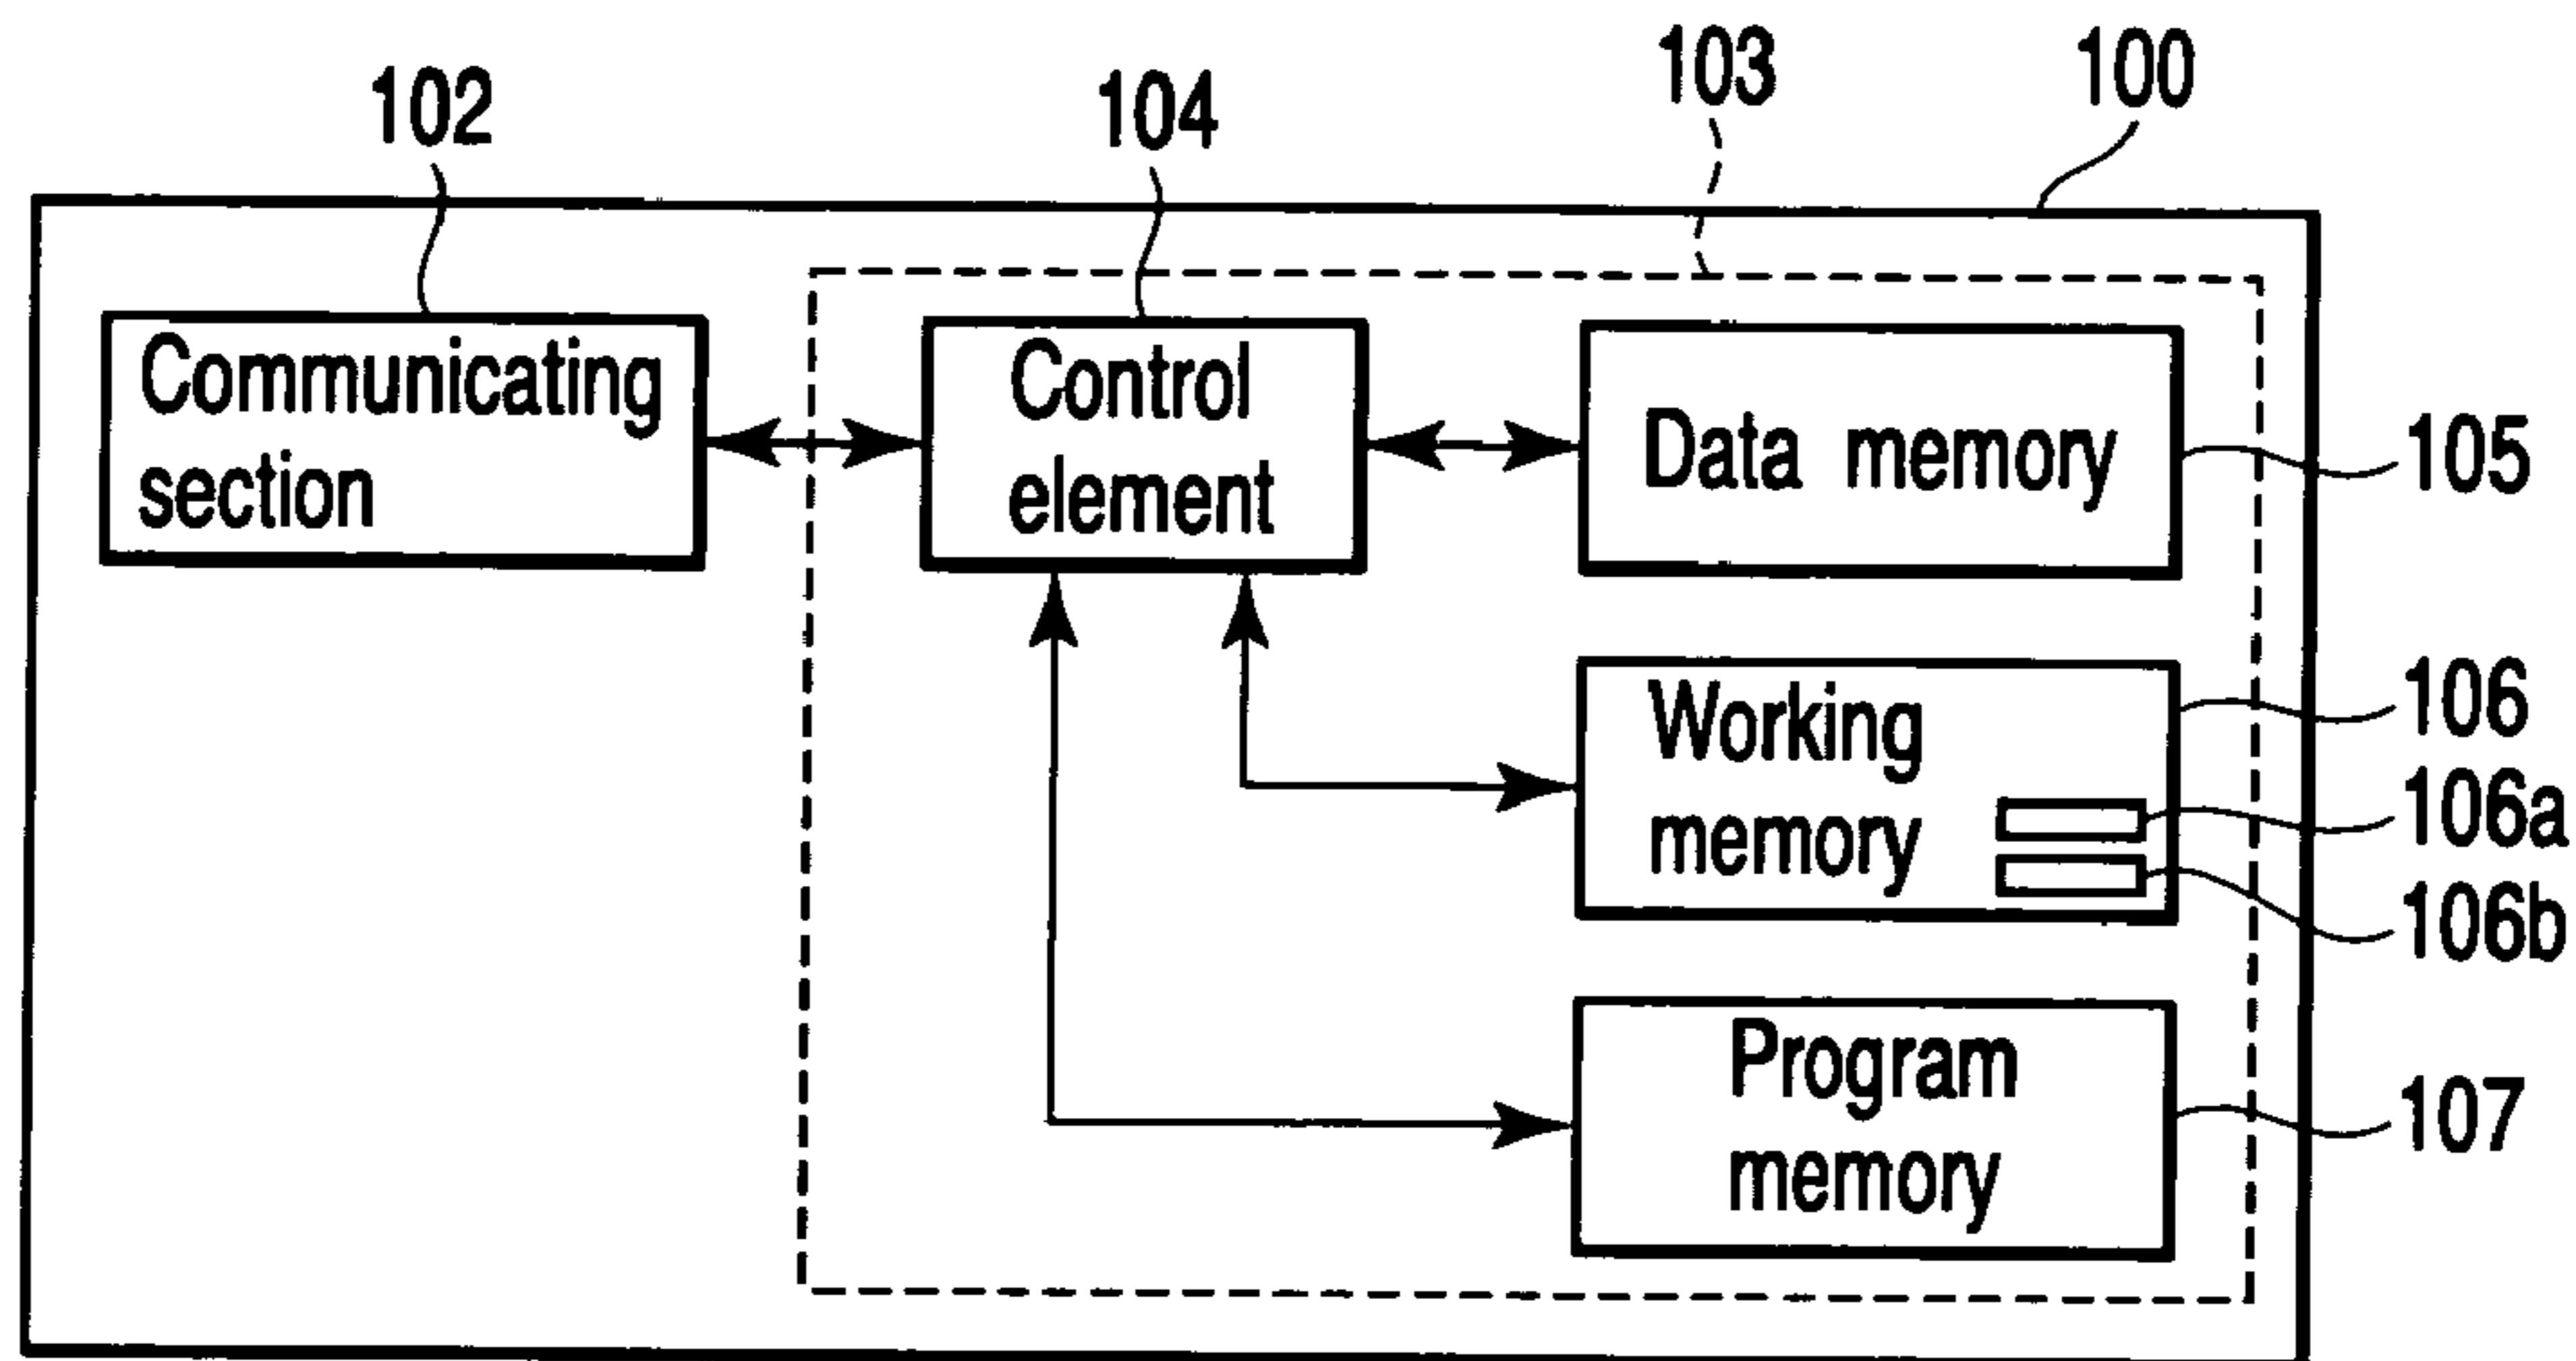 103
100
102
104
Communicating
section
Control
element
Data memory
105
Working
memory
106
106a
106b
Program
memory
107